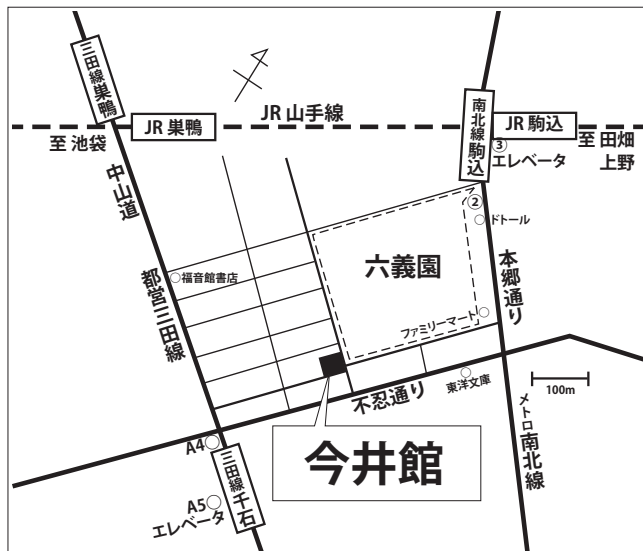 三田線巣鴨
JR 巣鴨
JR 山手線
南北線駒込
JR 駒込
至 池袋
③
エレベータ
至 田畑
上野
中山道
②
ドトール
六義園
本郷通り
福音館書店
都営三田線
ファミリーマート
不忍通り
東洋文庫
100m
メトロ南北線
今井館
A4
三田線千石
A5
エレベータ